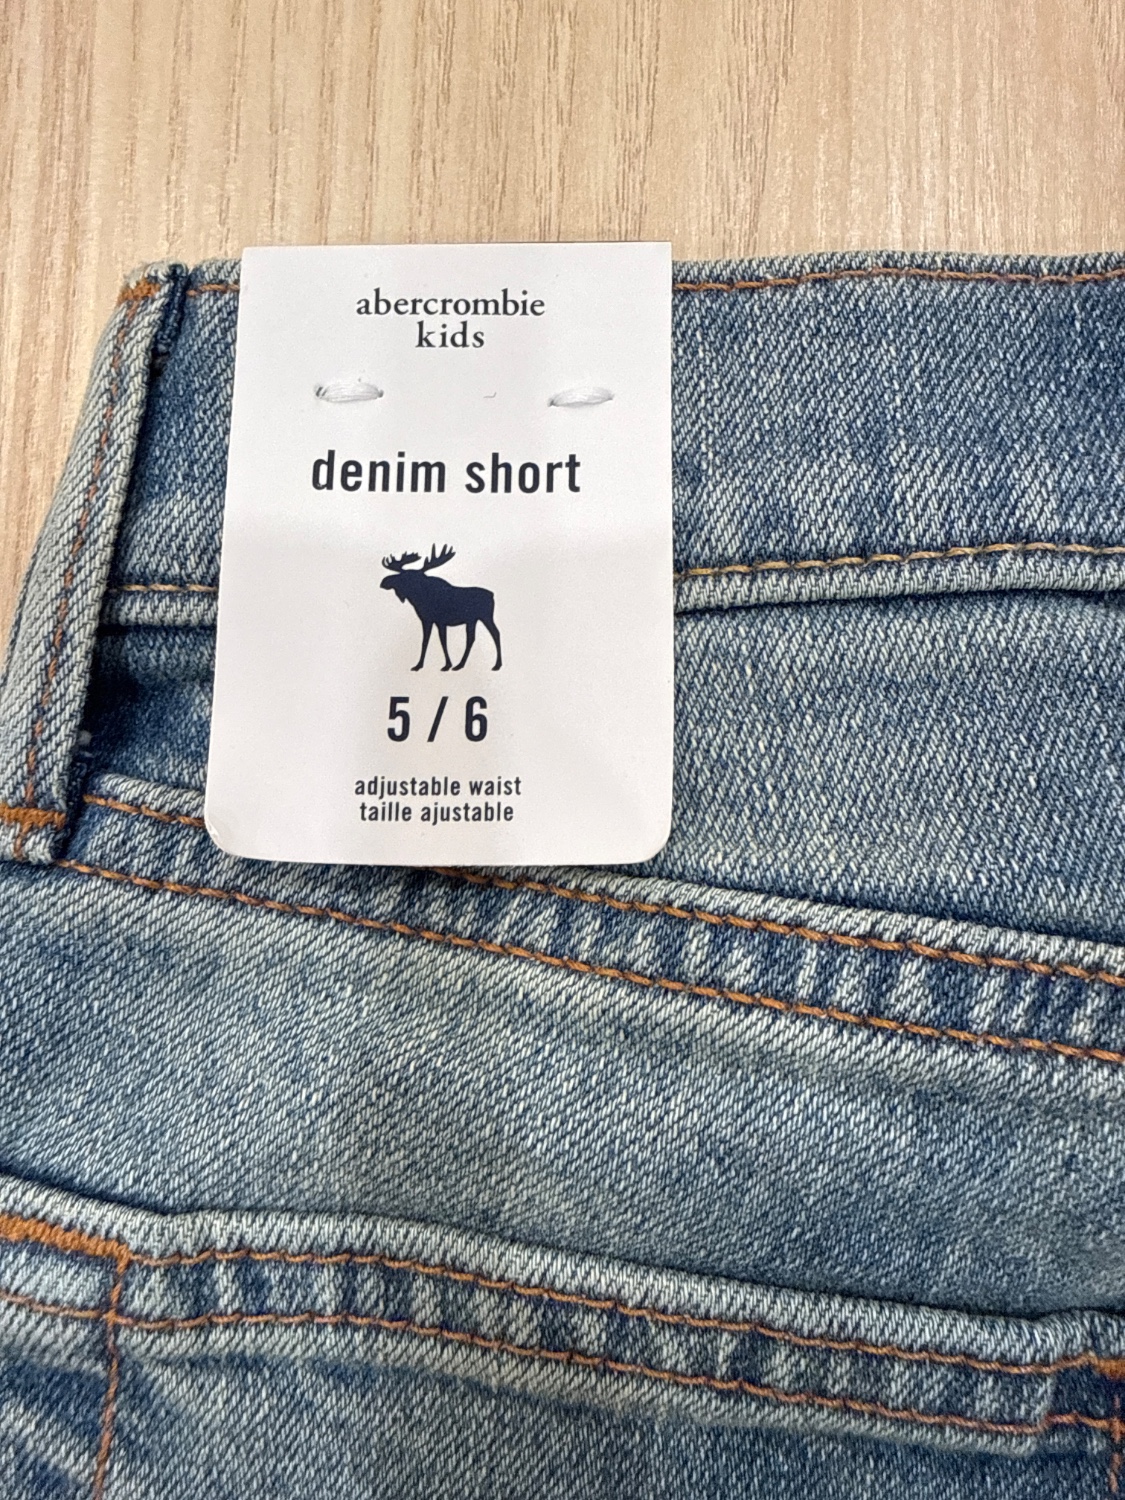 abercrombie
kids
denim short
5 / 6
adjustable waist
taille ajustable